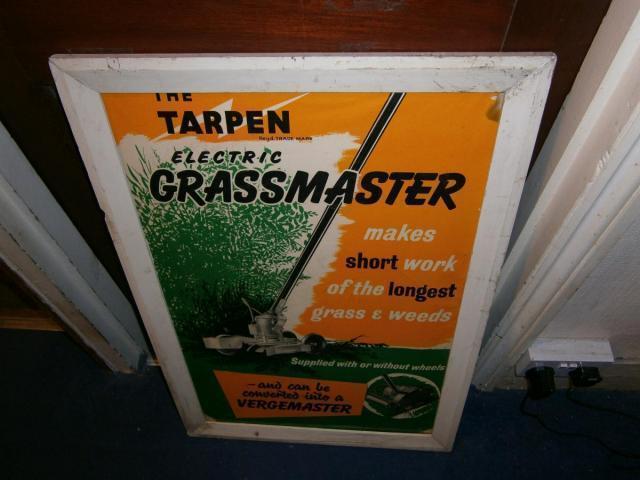 THE
TARPEN
Regd. TRADE MARK
ELECTRIC
GRASSMASTER
makes
short work
of the longest
grass & weeds
Supplied with or without wheels
- and can be
converted into a
VERGEMASTER